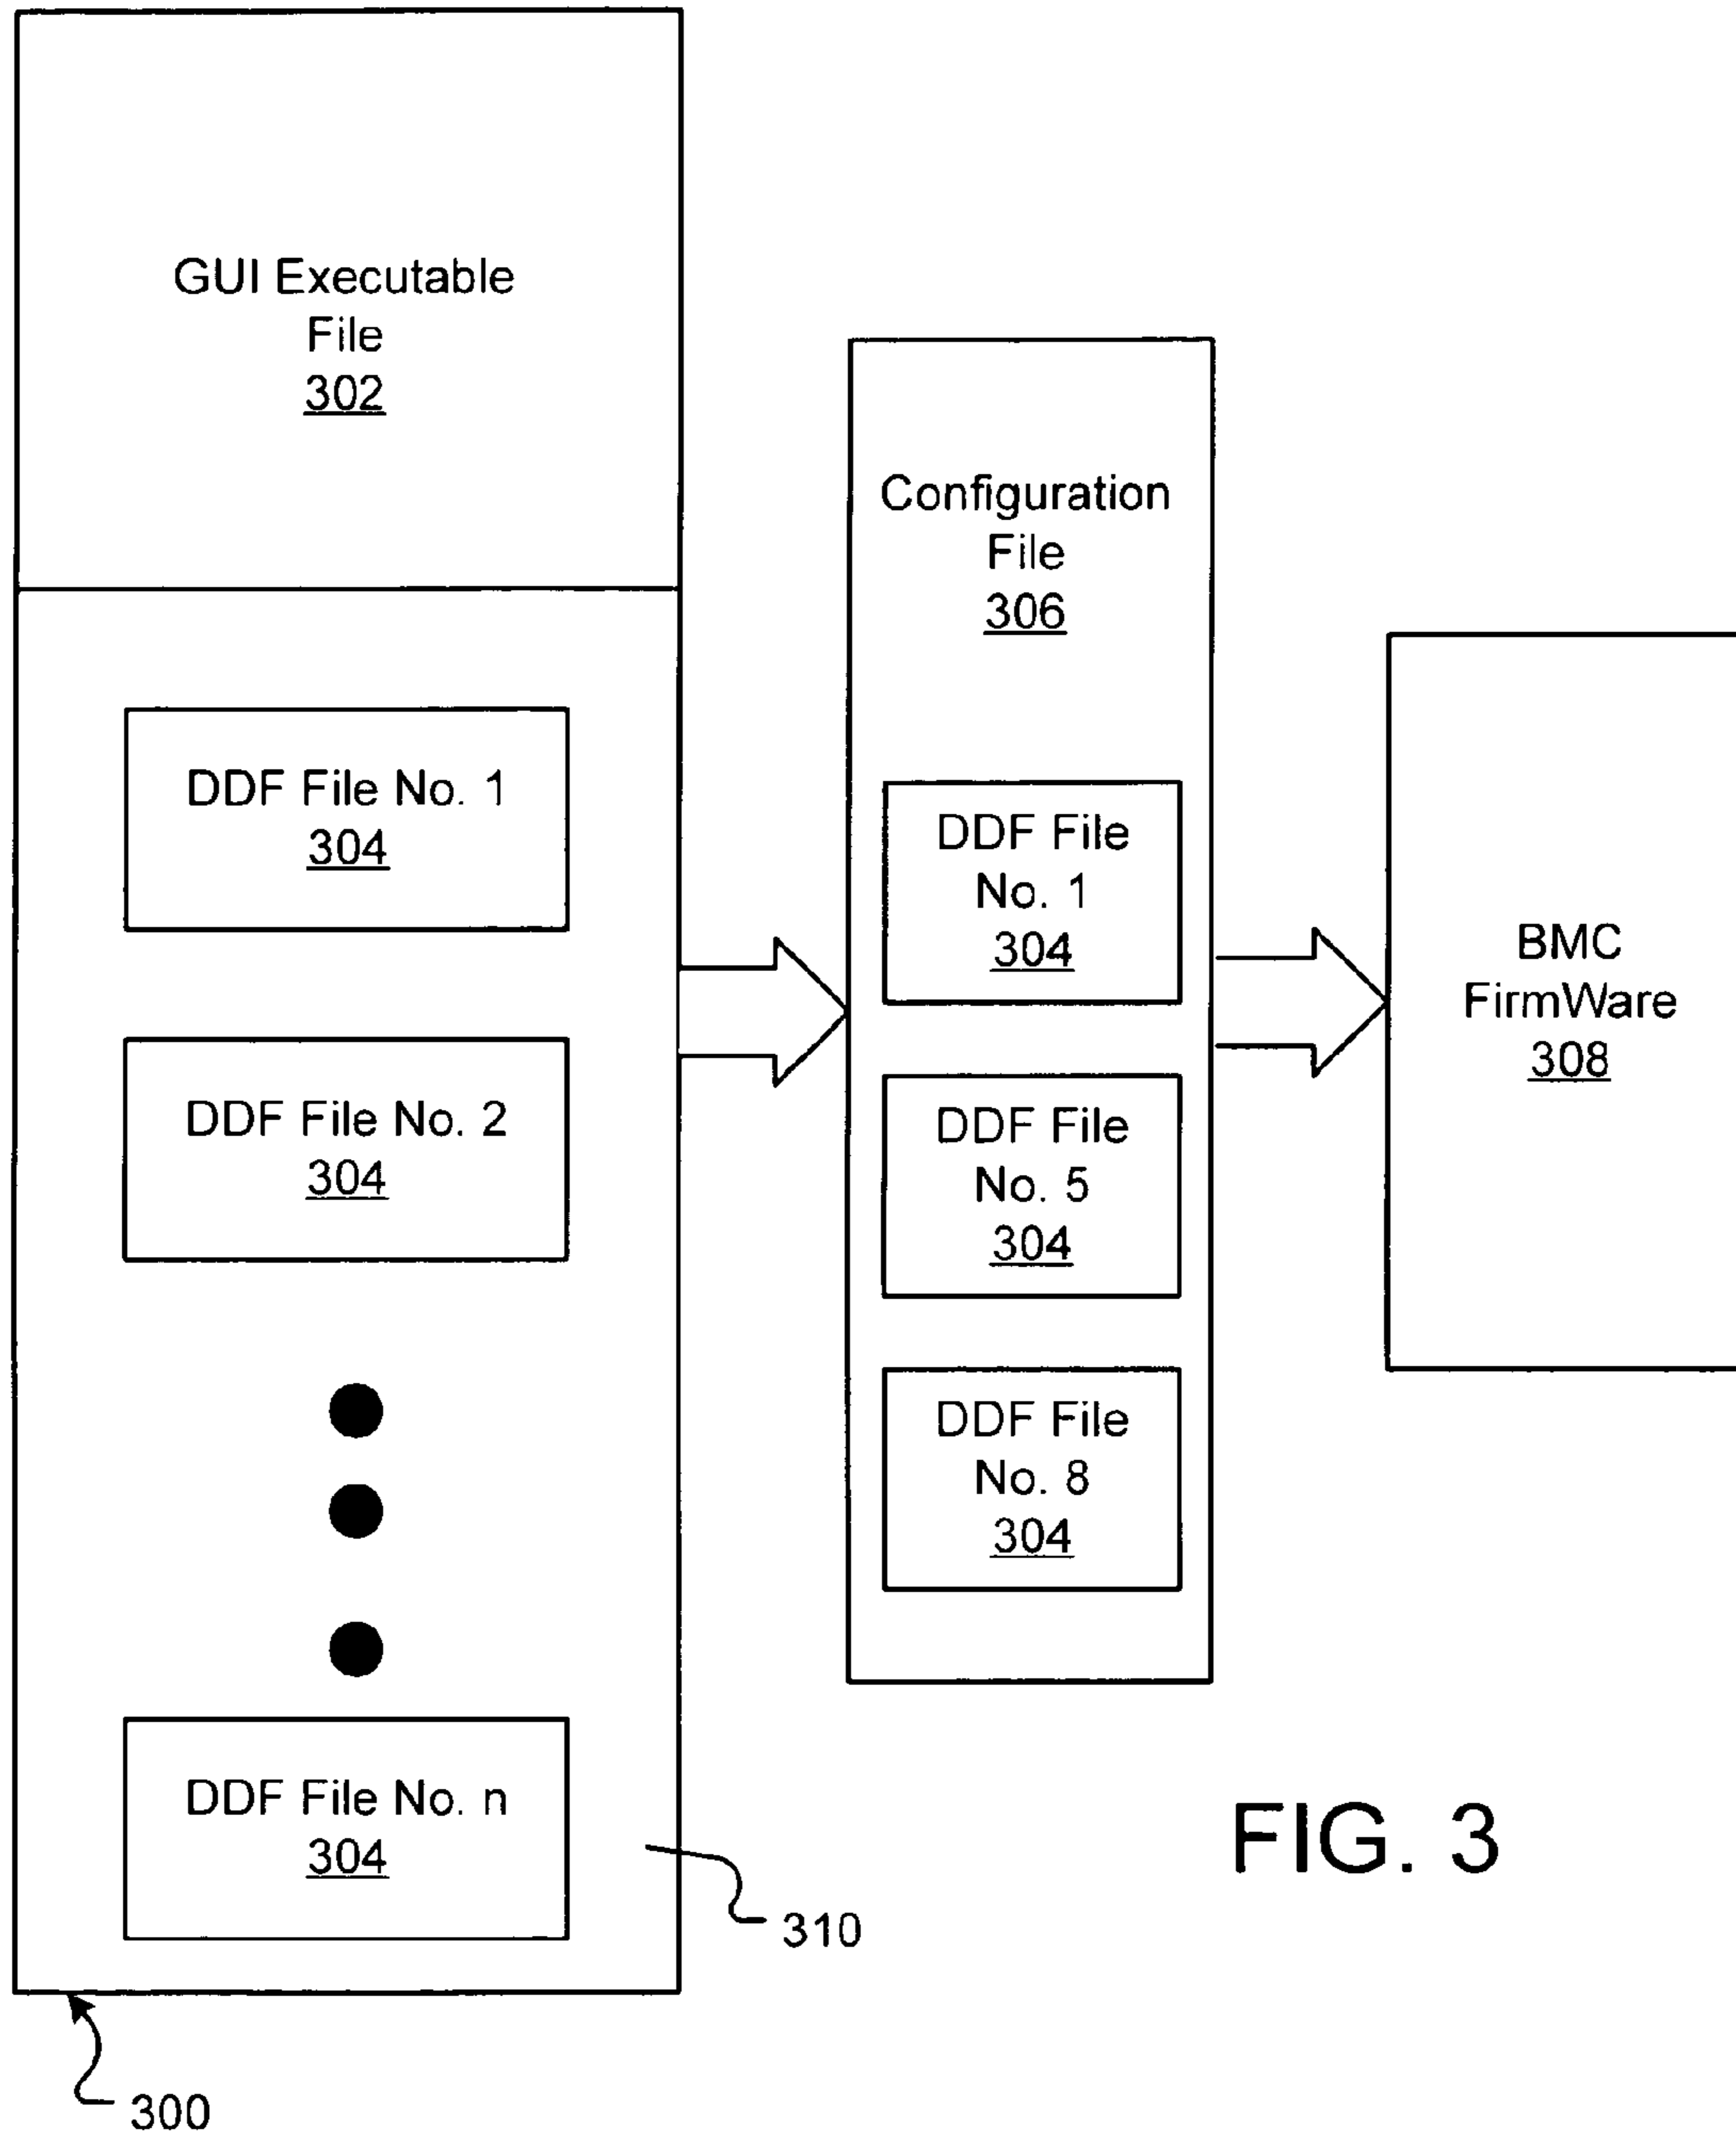 GUI Executable
File
302
DDF File No. 1
304
DDF File No. 2
304
DDF File No. n
304
310
300
Configuration
File
306
DDF File
No. 1
304
DDF File
No. 5
304
DDF File
No. 8
304
BMC
FirmWare
308
FIG. 3